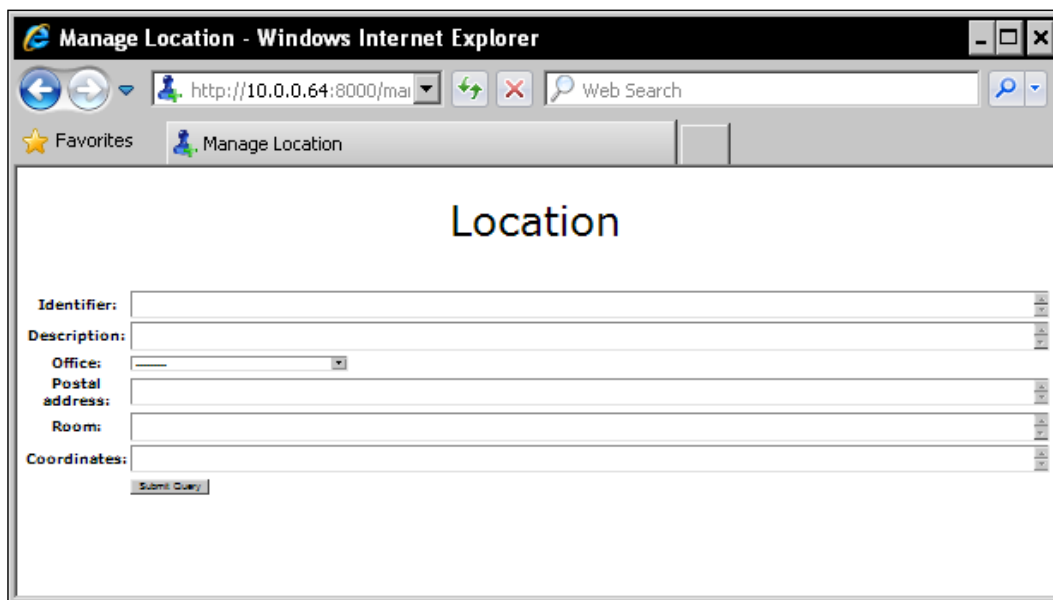 Manage Location - Windows Internet Explorer
http://10.0.0.64:8000/mai
Web Search
Favorites
Manage Location
Location
Identifier:
Description:
Office:
---------
Postal
address:
Room:
Coordinates:
Submit Query